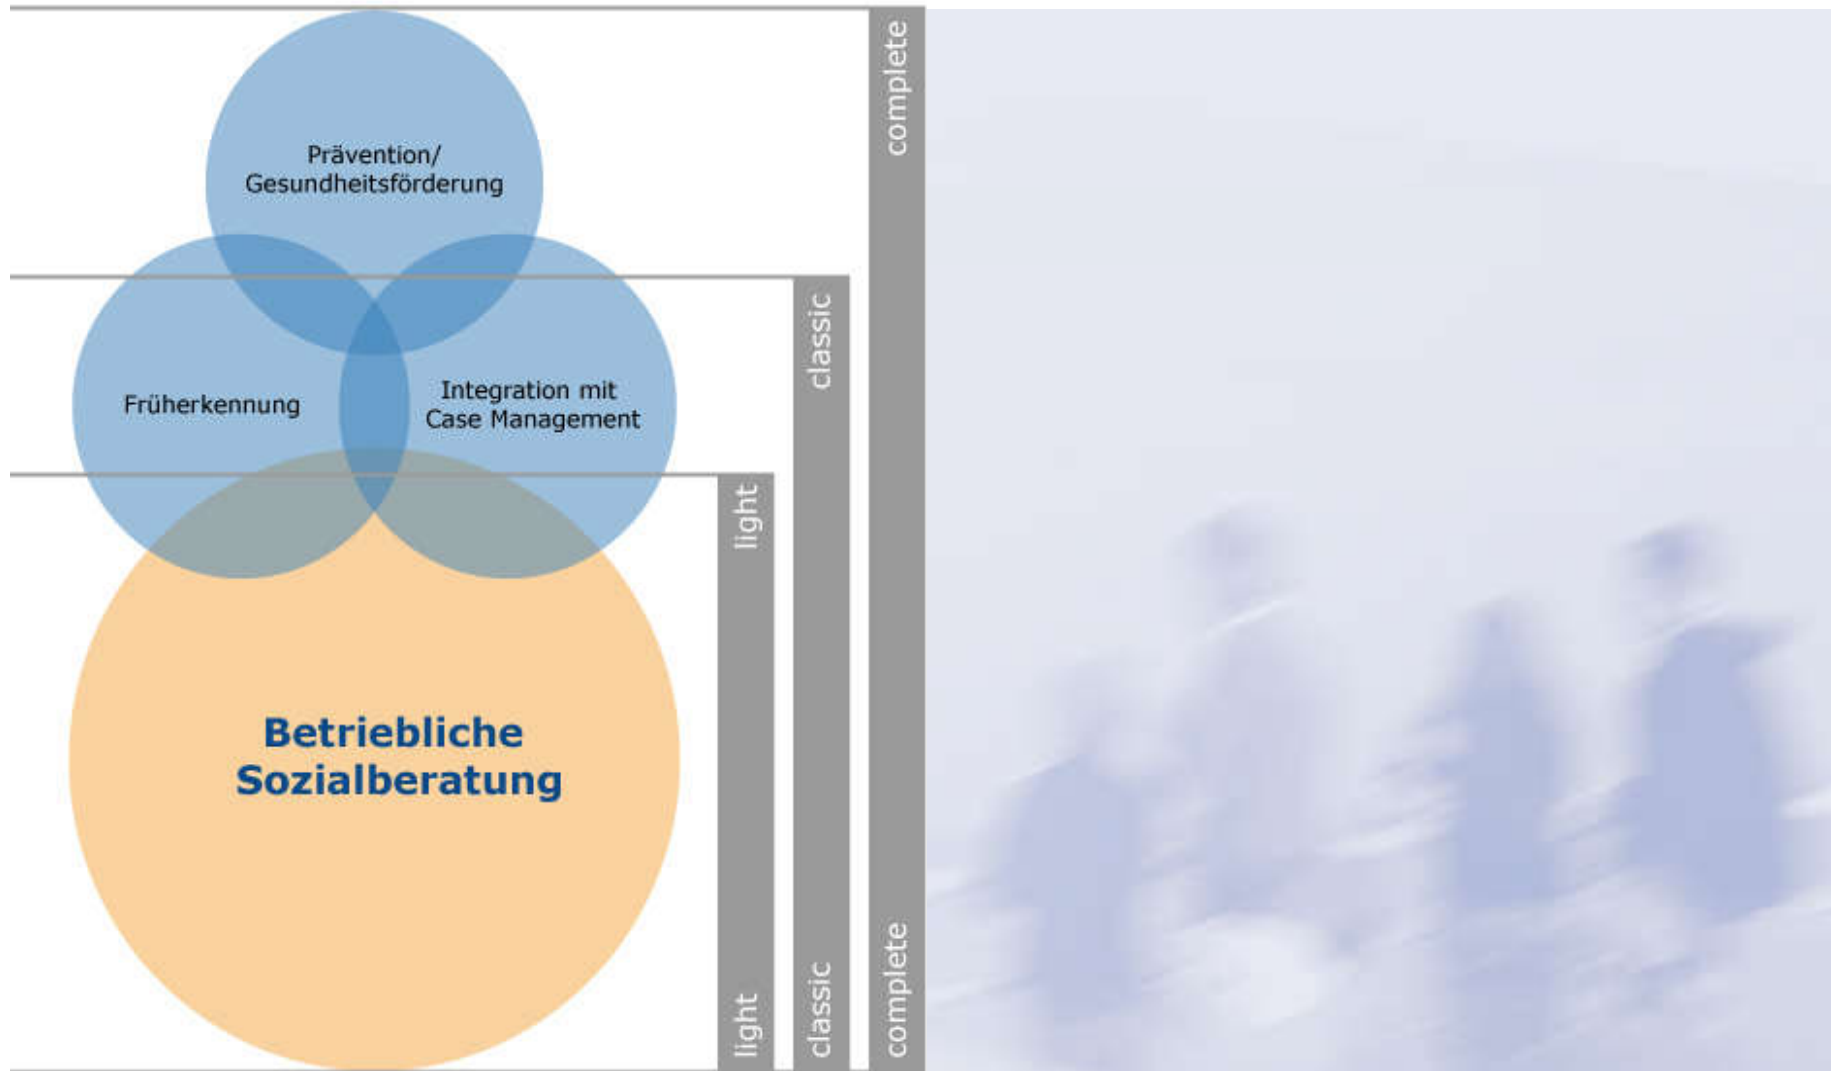 Prävention/
Gesundheitsförderung
Früherkennung
Integration mit
Case Management
Betriebliche
Sozialberatung
light
light
classic
classic
complete
complete